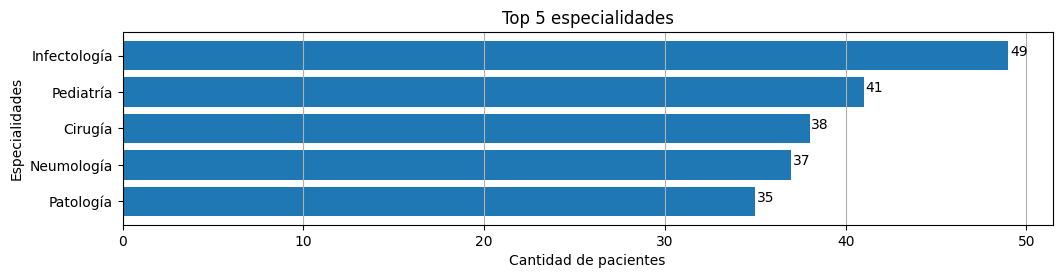 Top 5 especialidades
Especialidades
Infectología 49
Pediatría 41
Cirugía 38
Neumología 37
Patología 35
0 10 20 30 40 50
Cantidad de pacientes